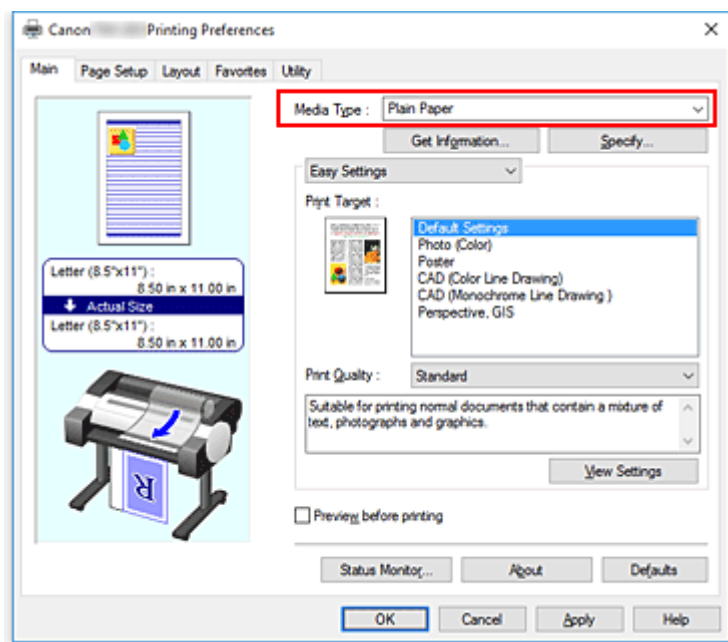 Canon Printing Preferences
Main Page Setup Layout Favorites Utility
Media Type : Plain Paper
Get Information... Specify...
Easy Settings
Print Target :
Default Settings
Photo (Color)
Poster
CAD (Color Line Drawing)
CAD (Monochrome Line Drawing )
Perspective, GIS
Letter (8.5"x11") :
8.50 in x 11.00 in
Actual Size
Letter (8.5"x11") :
8.50 in x 11.00 in
Print Quality : Standard
Suitable for printing normal documents that contain a mixture of
text, photographs and graphics.
View Settings
R
Preview before printing
Status Monitor... About Defaults
OK Cancel Apply Help